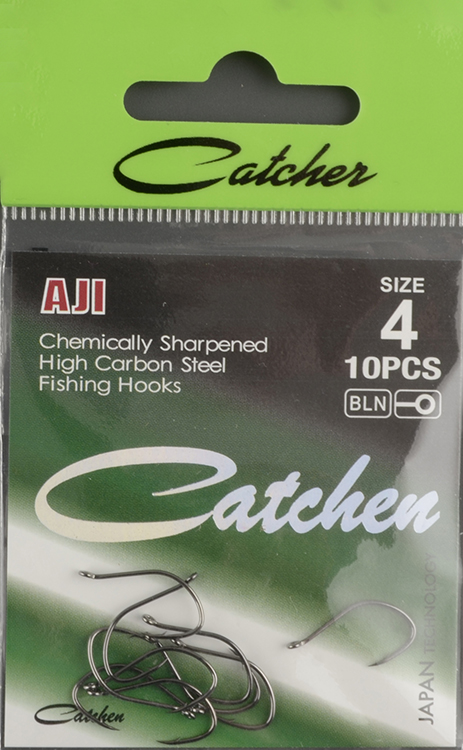 Catcher
AJI
SIZE
4
10PCS
BLN
Chemically Sharpened
High Carbon Steel
Fishing Hooks
Catchen
Catchen
JAPAN TECHNOLOGY